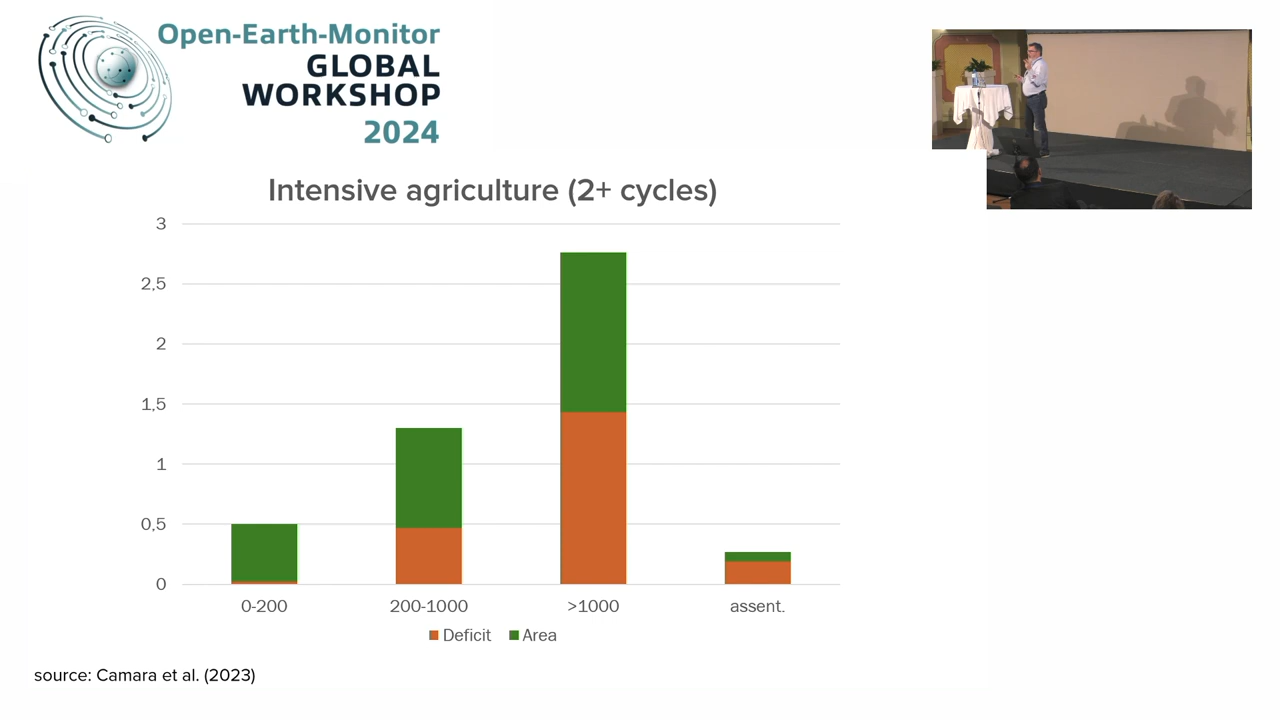 Open-Earth-Monitor
GLOBAL
WORKSHOP
2024
Intensive agriculture (2+ cycles)
3
2,5
2
1,5
1
0,5
0
0-200 200-1000 >1000 assent.
Deficit Area
source: Camara et al. (2023)